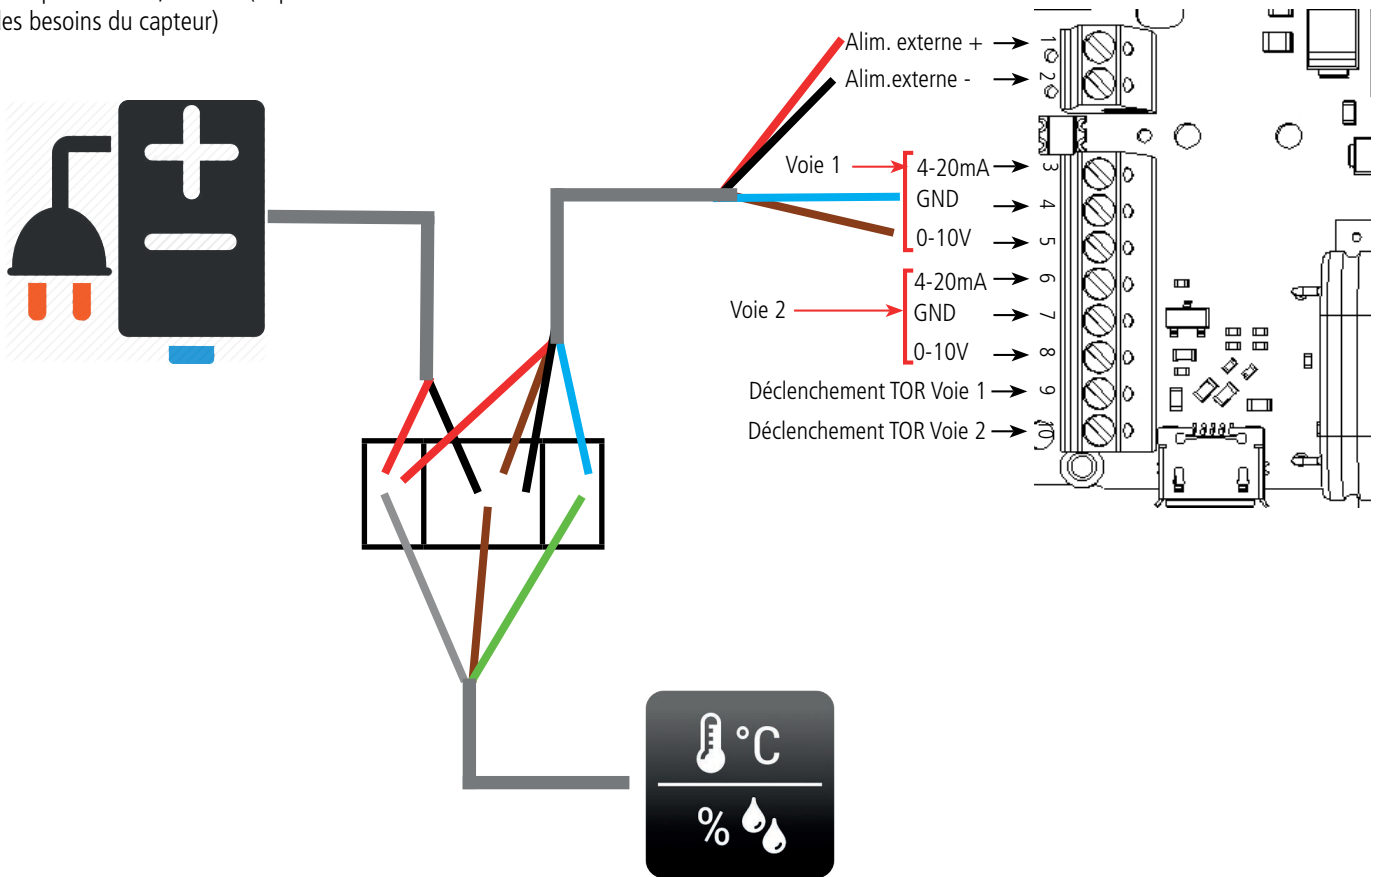 les besoins du capteur)
Alim. externe +
Alim.externe -
Voie 1
4-20mA
GND
0-10V
Voie 2
4-20mA
GND
0-10V
Déclenchement TOR Voie 1
Déclenchement TOR Voie 2
1
2
3
4
5
6
7
8
9
10
°C
%